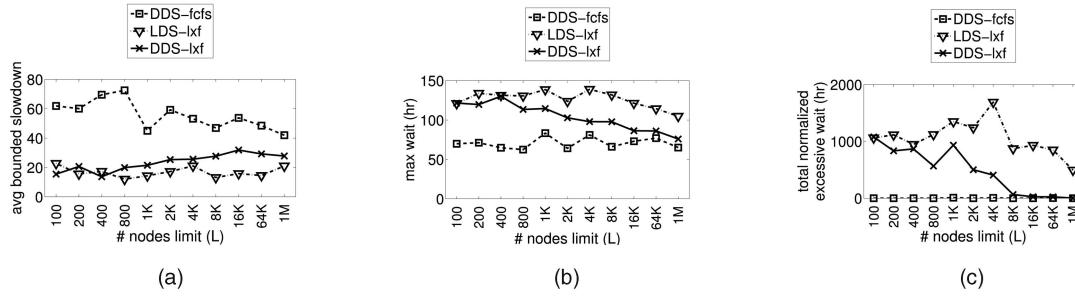 DDS-fcfs
LDS-lxf
DDS-lxf
avg bounded slowdown
80
60
40
20
0
100 200 400 800 1K 2K 4K 8K 16K 64K 1M
# nodes limit (L)
(a)
DDS-fcfs
LDS-lxf
DDS-lxf
max wait (hr)
150
100
50
0
100 200 400 800 1K 2K 4K 8K 16K 64K 1M
# nodes limit (L)
(b)
DDS-fcfs
LDS-lxf
DDS-lxf
total normalized
excessive wait (hr)
2000
1000
0
100 200 400 800 1K 2K 4K 8K 16K 64K 1M
# nodes limit (L)
(c)